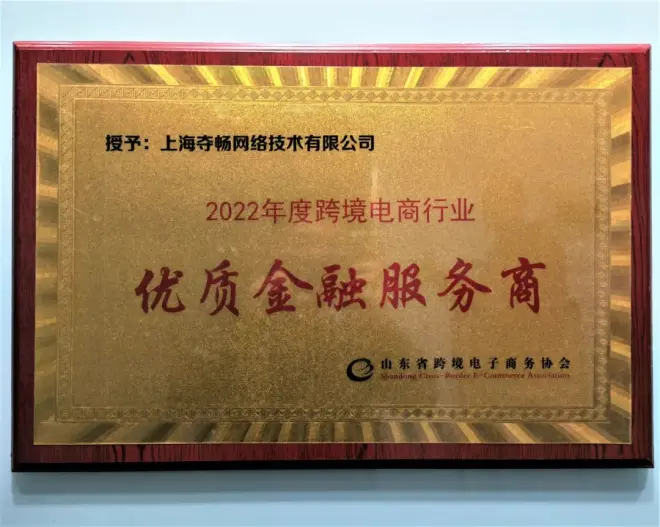 授予：上海夺畅网络技术有限公司
2022年度跨境电商行业
优质金融服务商
山东省跨境电子商务协会
Shandong Cross-Border E-Commerce Association